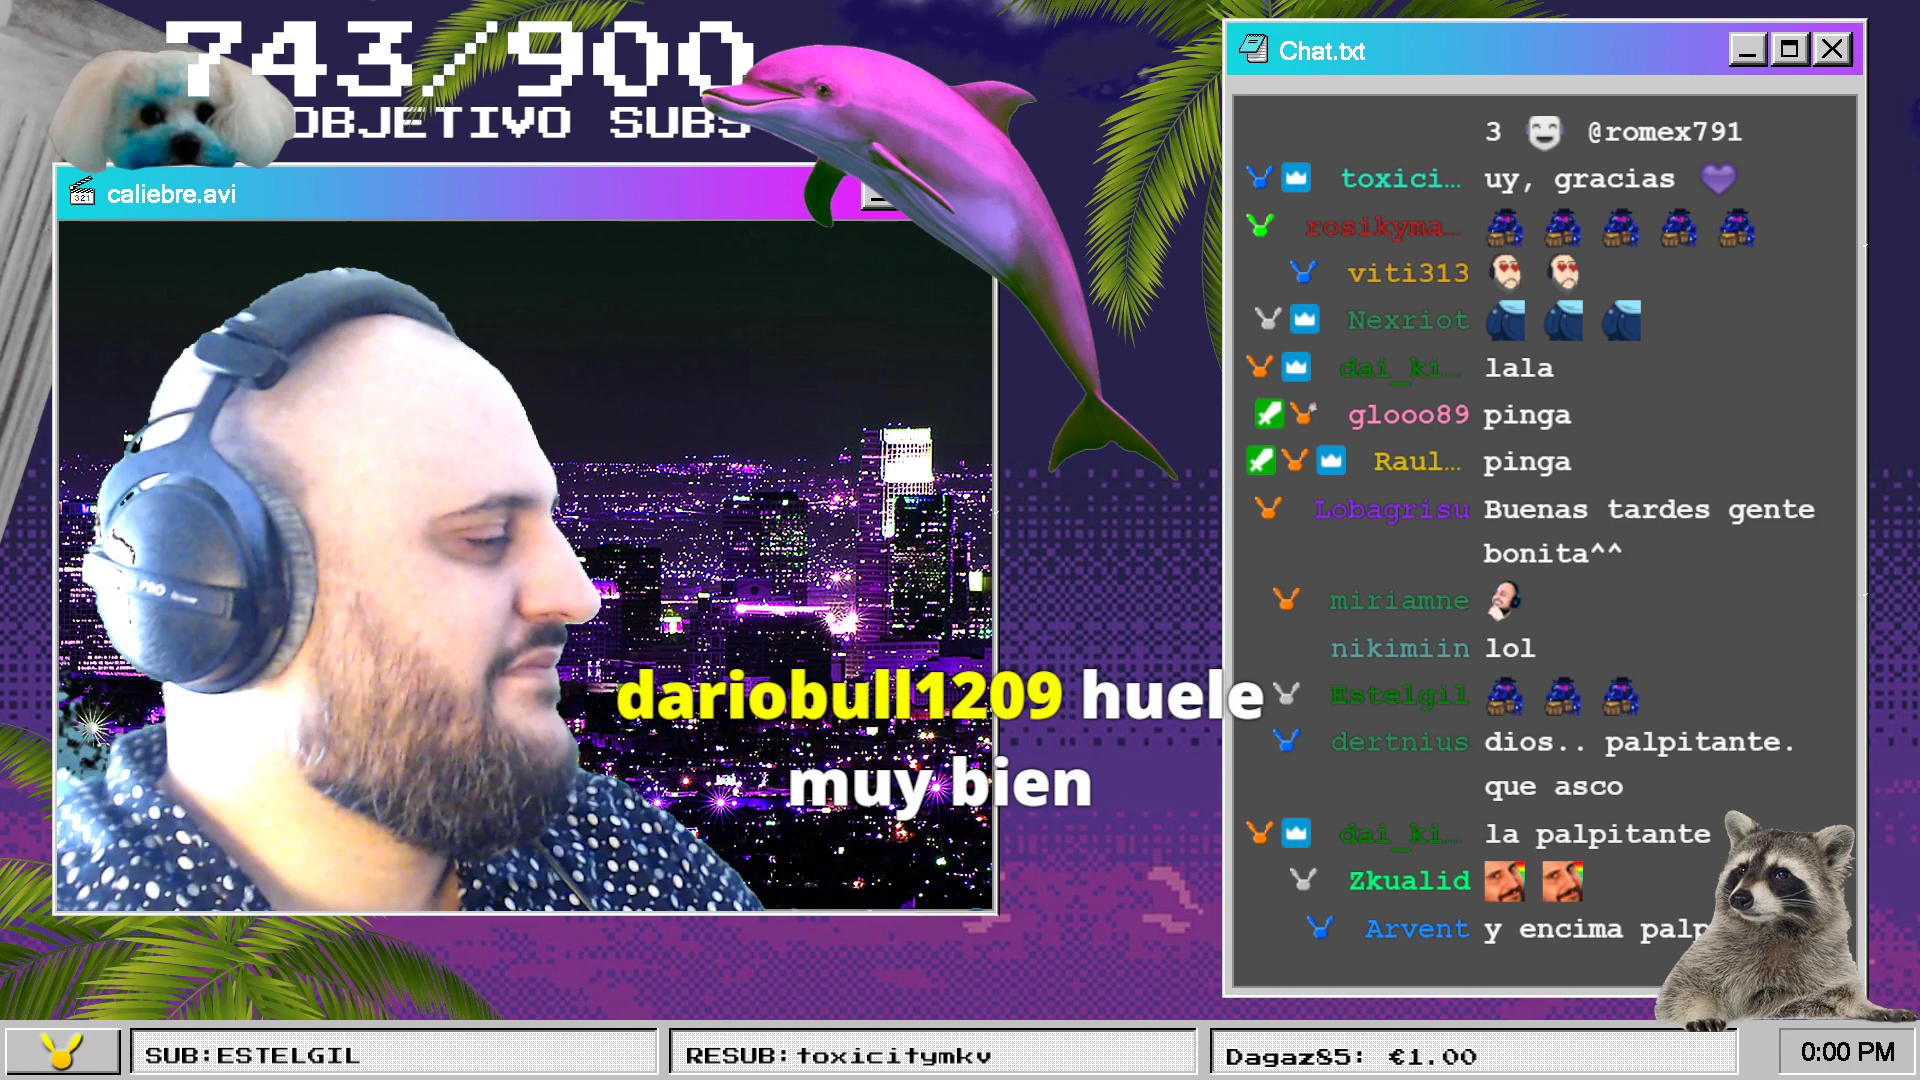 743/900
OBJETIVO SUBS
caliebre.avi
PRO
dariobull1209 huele
muy bien
Chat.txt
3 @romex791
toxici… uy, gracias
rosikyma…
viti313
Nexriot
dai_ki… lala
glooo89 pinga
Raul… pinga
Lobagrisu Buenas tardes gente
bonita^^
miriamne
nikimiin lol
Estelgil
dertnius dios.. palpitante.
que asco
dai_ki… la palpitante
Zkualid
Arvent y encima palp
SUB:ESTELGIL
RESUB:toxicitymkv
Dagaz85: €1.00
0:00 PM